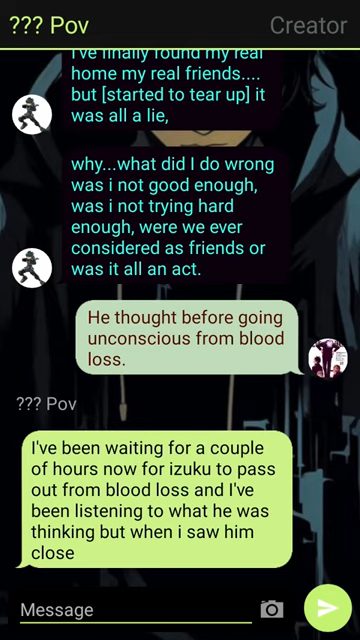 ??? Pov
Creator
I've finally found my real
home my real friends....
but [started to tear up] it
was all a lie,
why...what did I do wrong
was i not good enough,
was i not trying hard
enough, were we ever
considered as friends or
was it all an act.
He thought before going
unconscious from blood
loss.
??? Pov
I've been waiting for a couple
of hours now for izuku to pass
out from blood loss and I've
been listening to what he was
thinking but when i saw him
close
Message